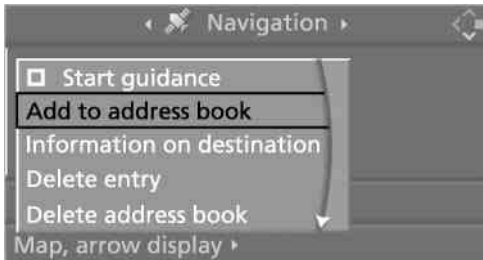 Navigation
Start guidance
Add to address book
Information on destination
Delete entry
Delete address book
Map, arrow display